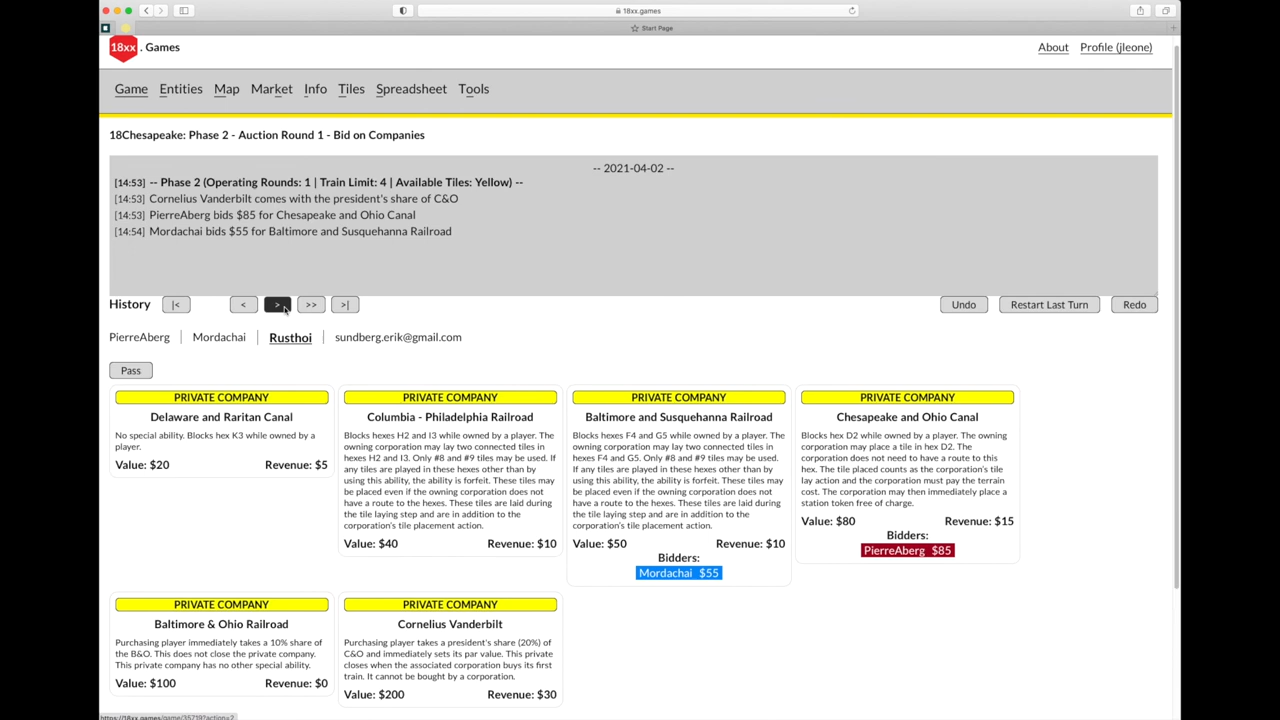 18xx.games
Start Page
18xx . Games
About Profile (jleone)
Game Entities Map Market Info Tiles Spreadsheet Tools
18Chesapeake: Phase 2 - Auction Round 1 - Bid on Companies
-- 2021-04-02 --
[14:53] -- Phase 2 (Operating Rounds: 1 | Train Limit: 4 | Available Tiles: Yellow) --
[14:53] Cornelius Vanderbilt comes with the president's share of C&O
[14:53] PierreAberg bids $85 for Chesapeake and Ohio Canal
[14:54] Mordachai bids $55 for Baltimore and Susquehanna Railroad
History |< < > >> >| Undo Restart Last Turn Redo
PierreAberg Mordachai Rusthoi sundberg.erik@gmail.com
Pass
PRIVATE COMPANY
Delaware and Raritan Canal
No special ability. Blocks hex K3 while owned by a
player.
Value: $20 Revenue: $5
PRIVATE COMPANY
Columbia - Philadelphia Railroad
Blocks hexes H2 and I3 while owned by a player. The
owning corporation may lay two connected tiles in
hexes H2 and I3. Only #8 and #9 tiles may be used. If
any tiles are played in these hexes other than by
using this ability, the ability is forfeit. These tiles may
be placed even if the owning corporation does not
have a route to the hexes. These tiles are laid during
the tile laying step and are in addition to the
corporation's tile placement action.
Value: $40 Revenue: $10
PRIVATE COMPANY
Baltimore and Susquehanna Railroad
Blocks hexes F4 and G5 while owned by a player. The
owning corporation may lay two connected tiles in
hexes F4 and G5. Only #8 and #9 tiles may be used.
If any tiles are played in these hexes other than by
using this ability, the ability is forfeit. These tiles may
be placed even if the owning corporation does not
have a route to the hexes. These tiles are laid during
the tile laying step and are in addition to the
corporation's tile placement action.
Value: $50 Revenue: $10
Bidders:
Mordachai $55
PRIVATE COMPANY
Chesapeake and Ohio Canal
Blocks hex D2 while owned by a player. The owning
corporation may place a tile in hex D2. The
corporation does not need to have a route to this
hex. The tile placed counts as the corporation's tile
lay action and the corporation must pay the terrain
cost. The corporation may then immediately place a
station token free of charge.
Value: $80 Revenue: $15
Bidders:
PierreAberg $85
PRIVATE COMPANY
Baltimore & Ohio Railroad
Purchasing player immediately takes a 10% share of
the B&O. This does not close the private company.
This private company has no other special ability.
Value: $100 Revenue: $0
PRIVATE COMPANY
Cornelius Vanderbilt
Purchasing player takes a president's share (20%) of
C&O and immediately sets its par value. This private
closes when the associated corporation buys its first
train. It cannot be bought by a corporation.
Value: $200 Revenue: $30
https://18xx.games/game/35719?action=2